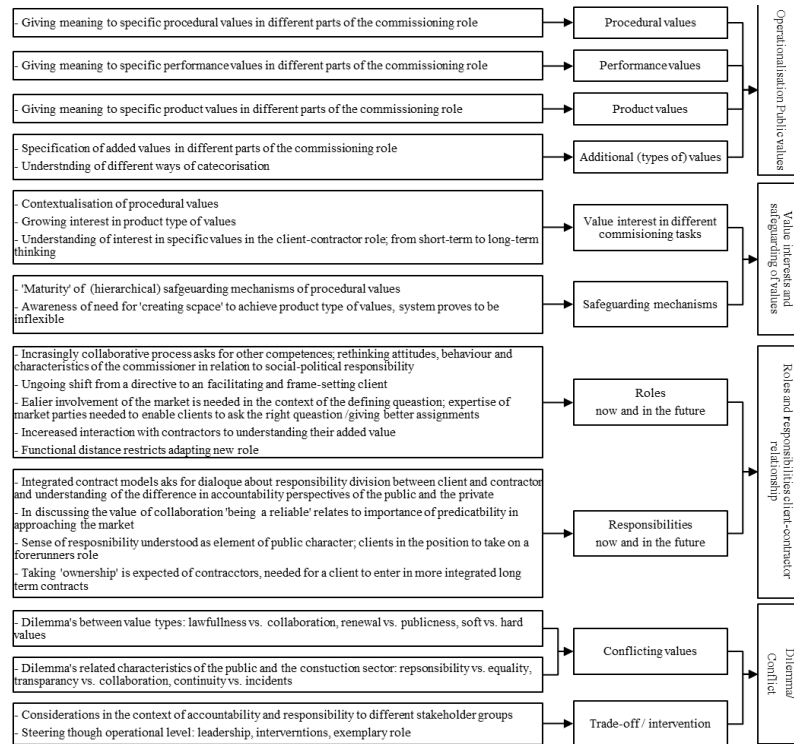 - Giving meaning to specific procedural values in different parts of the commissioning role
Procedural values
- Giving meaning to specific performance values in different parts of the commissioning role
Performance values
- Giving meaning to specific product values in different parts of the commissioning role
Product values
- Specification of added values in different parts of the commissioning role
- Understnding of different ways of catecorisation
Additional (types of) values
Operationalisation Public values
- Contextualisation of procedural values
- Growing interest in product type of values
- Understanding of interest in specific values in the client-contractor role; from short-term to long-term
thinking
Value interest in different
commisioning tasks
- 'Maturity' of (hierarchical) safgeuarding mechanisms of procedural values
- Awareness of need for 'creating scpace' to achieve product type of values, system proves to be
inflexible
Safeguarding mechanisms
Value interests and
safeguarding of values
- Incrasingly collaborative process asks for other competences; rethinking attitudes, behaviour and
characteristics of the commissioner in relation to social-political responsibility
- Ungoing shift from a directive to an facilitating and frame-setting client
- Ealier involvement of the market is needed in the context of the defining queastion; expertise of
market parties needed to enable clients to ask the right queastion /giving better assignments
- Incereased interaction with contractors to understanding their added value
- Functional distance restricts adapting new role
Roles
now and in the future
- Integrated contract models aks for dialoque about responsibility division between client and contractor
and understanding of the difference in accountability perspectives of the public and the private
- In discussing the value of collaboration 'being a reliable' relates to importance of predicatbility in
approaching the market
- Sense of resposnibility understood as element of public character; clients in the position to take on a
forerunners role
- Taking 'ownership' is expected of contracctors, needed for a client to enter in more integrated long
term contracts
Responsibilities
now and in the future
Roles and responsibilities client-contractor
relationship
- Dilemma's between value types: lawfullness vs. collaboration, renewal vs. publicness, soft vs. hard
values
- Dilemma's related characteristics of the public and the constuction sector: repsonsibility vs. equality,
transparancy vs. collaboration, continuity vs. incidents
Conflicting values
- Considerations in the context of accountability and responsibility to different stakeholder groups
- Steering though operational level: leadership, interverntions, exemplary role
Trade-off / intervention
Dilemma/
Conflict